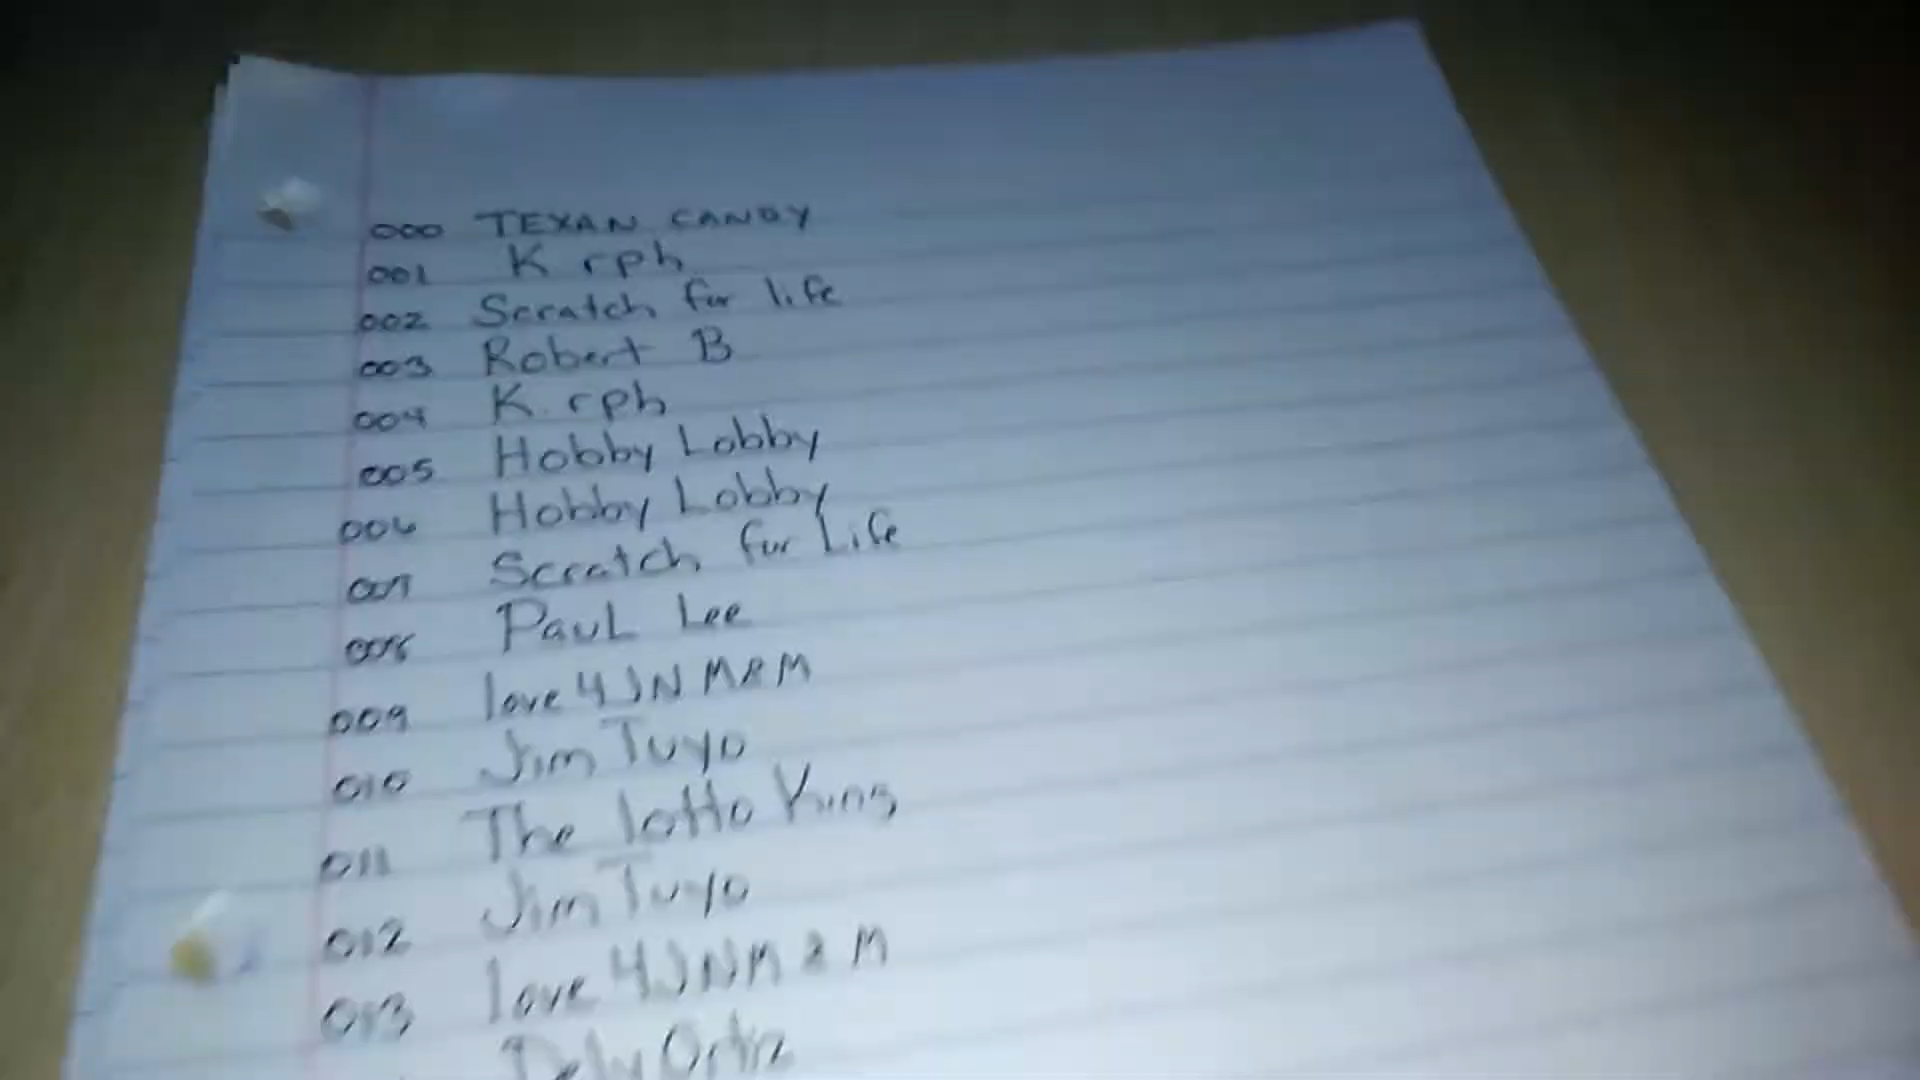 000 TEXAN CANDY
001 K rph
002 Scratch for life
003 Robert B
004 K. rph
005 Hobby Lobby
006 Hobby Lobby
007 Scratch for Life
008 Paul Lee
009 love 4 JN M & M
010 Jim Tuyo
011 The lotto King
012 Jim Tuyo
013 love 4 JN M & M
Ortiz